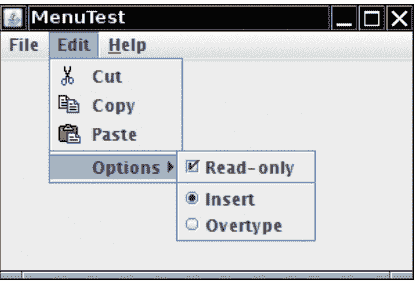 MenuTest
File Edit Help
Cut
Copy
Paste
Options
Read-only
Insert
Overtype